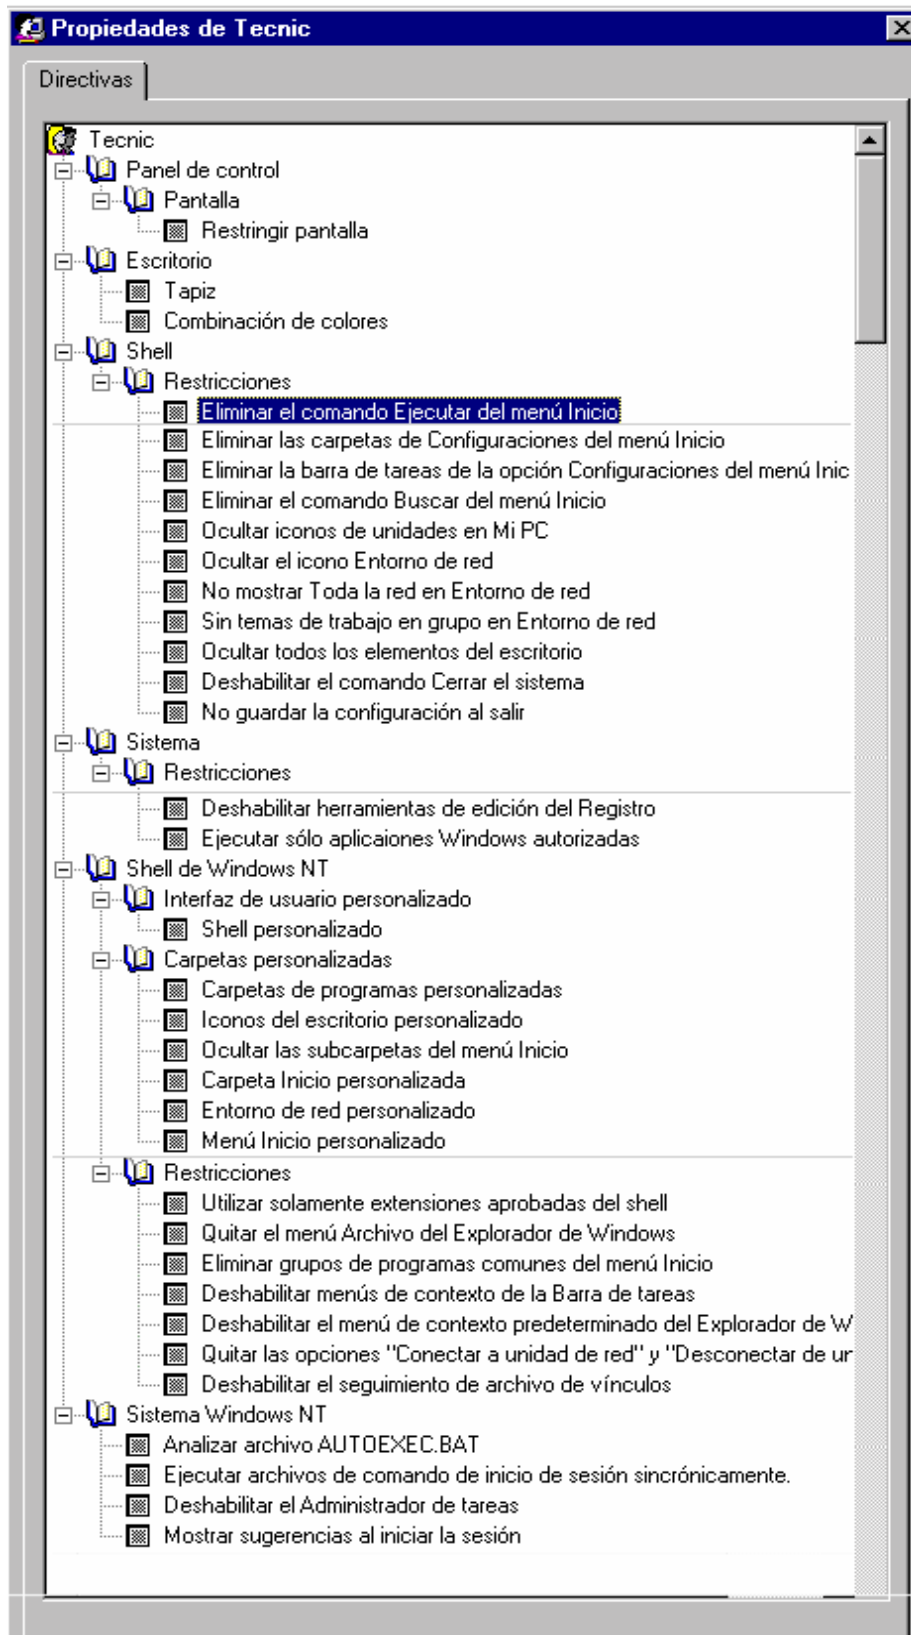 Propiedades de Tecnic
Directivas
Tecnic
Panel de control
Pantalla
Restringir pantalla
Escritorio
Tapiz
Combinación de colores
Shell
Restricciones
Eliminar el comando Ejecutar del menú Inicio
Eliminar las carpetas de Configuraciones del menú Inicio
Eliminar la barra de tareas de la opción Configuraciones del menú Inic
Eliminar el comando Buscar del menú Inicio
Ocultar iconos de unidades en Mi PC
Ocultar el icono Entorno de red
No mostrar Toda la red en Entorno de red
Sin temas de trabajo en grupo en Entorno de red
Ocultar todos los elementos del escritorio
Deshabilitar el comando Cerrar el sistema
No guardar la configuración al salir
Sistema
Restricciones
Deshabilitar herramientas de edición del Registro
Ejecutar sólo aplicaiones Windows autorizadas
Shell de Windows NT
Interfaz de usuario personalizado
Shell personalizado
Carpetas personalizadas
Carpetas de programas personalizadas
Iconos del escritorio personalizado
Ocultar las subcarpetas del menú Inicio
Carpeta Inicio personalizada
Entorno de red personalizado
Menú Inicio personalizado
Restricciones
Utilizar solamente extensiones aprobadas del shell
Quitar el menú Archivo del Explorador de Windows
Eliminar grupos de programas comunes del menú Inicio
Deshabilitar menús de contexto de la Barra de tareas
Deshabilitar el menú de contexto predeterminado del Explorador de W
Quitar las opciones "Conectar a unidad de red" y "Desconectar de un
Deshabilitar el seguimiento de archivo de vínculos
Sistema Windows NT
Analizar archivo AUTOEXEC.BAT
Ejecutar archivos de comando de inicio de sesión sincrónicamente.
Deshabilitar el Administrador de tareas
Mostrar sugerencias al iniciar la sesión